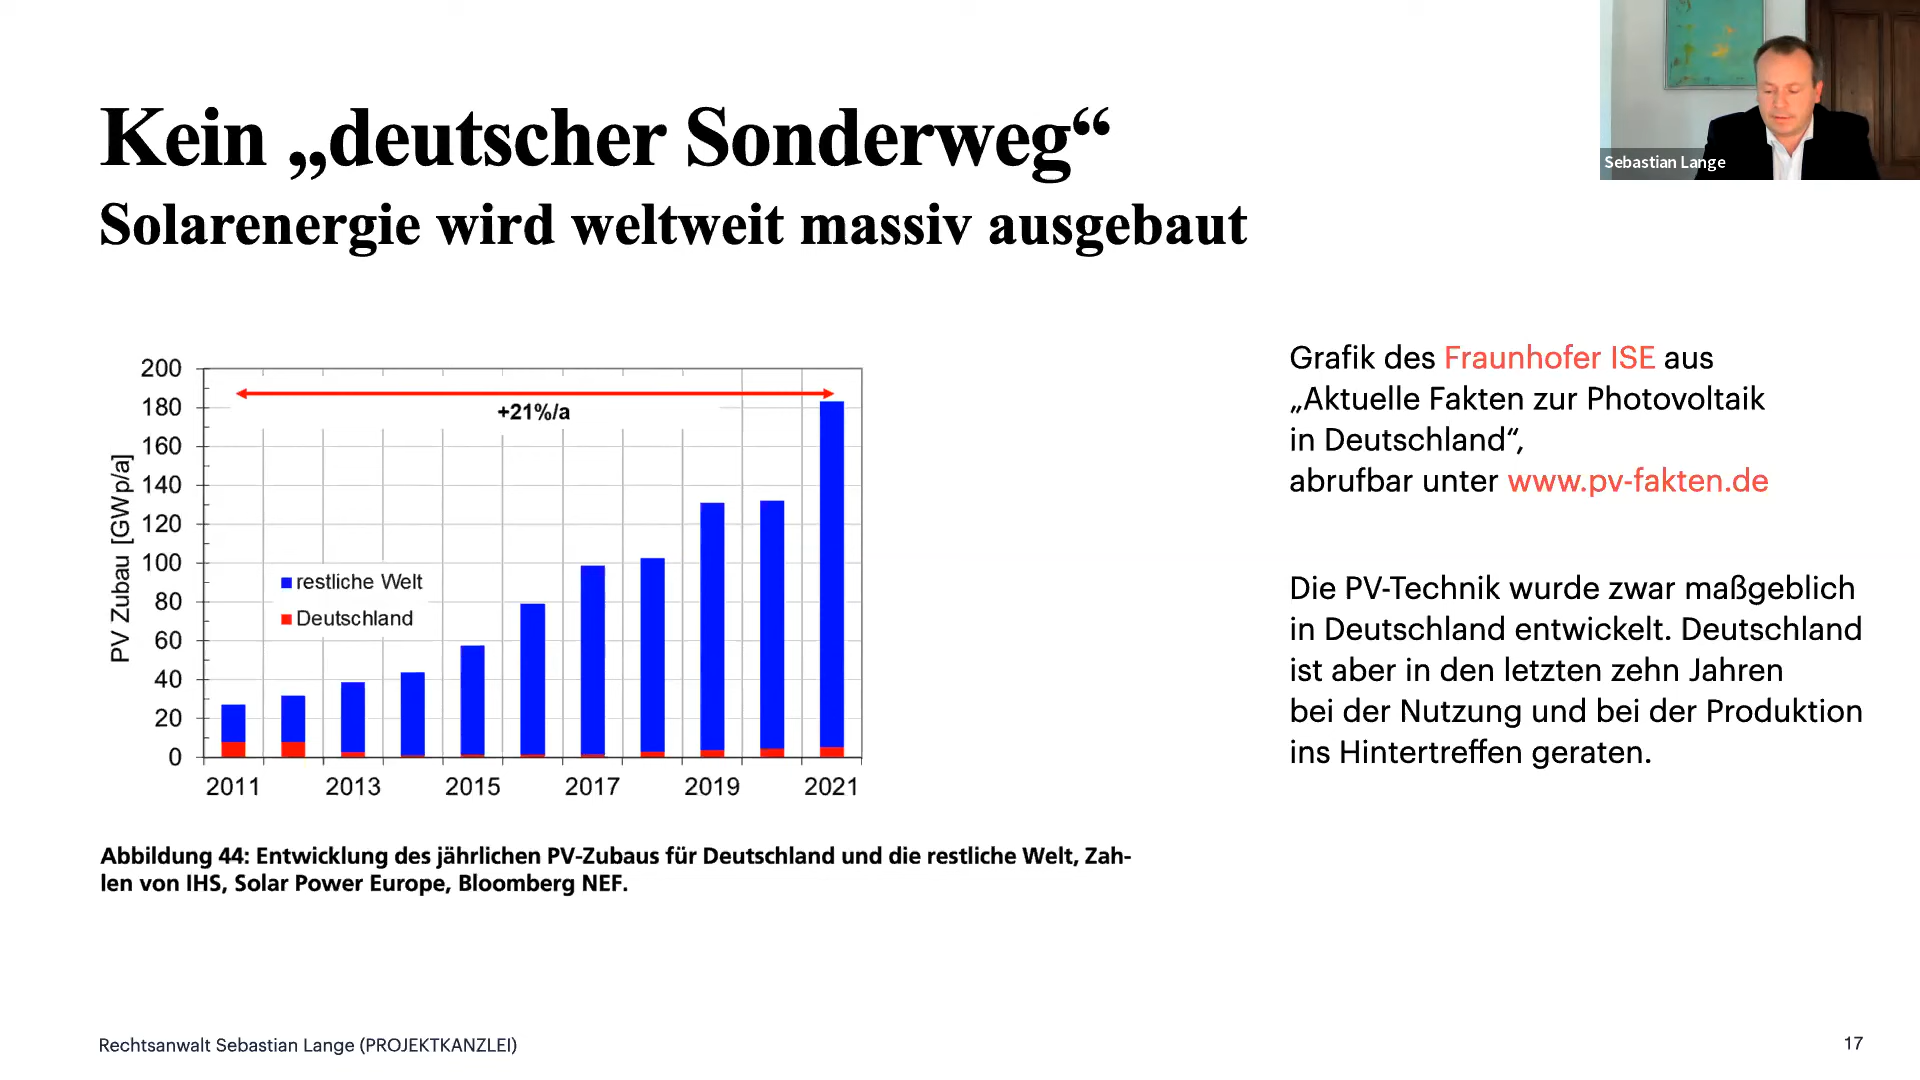 Kein „deutscher Sonderweg“
Solarenergie wird weltweit massiv ausgebaut
Sebastian Lange
200
180
160
140
120
100
80
60
40
20
0
PV Zubau [GWp/a]
+21%/a
restliche Welt
Deutschland
2011
2013
2015
2017
2019
2021
Abbildung 44: Entwicklung des jährlichen PV-Zubaus für Deutschland und die restliche Welt, Zah-
len von IHS, Solar Power Europe, Bloomberg NEF.
Grafik des Fraunhofer ISE aus
„Aktuelle Fakten zur Photovoltaik
in Deutschland“,
abrufbar unter www.pv-fakten.de
Die PV-Technik wurde zwar maßgeblich
in Deutschland entwickelt. Deutschland
ist aber in den letzten zehn Jahren
bei der Nutzung und bei der Produktion
ins Hintertreffen geraten.
Rechtsanwalt Sebastian Lange (PROJEKTKANZLEI)
17